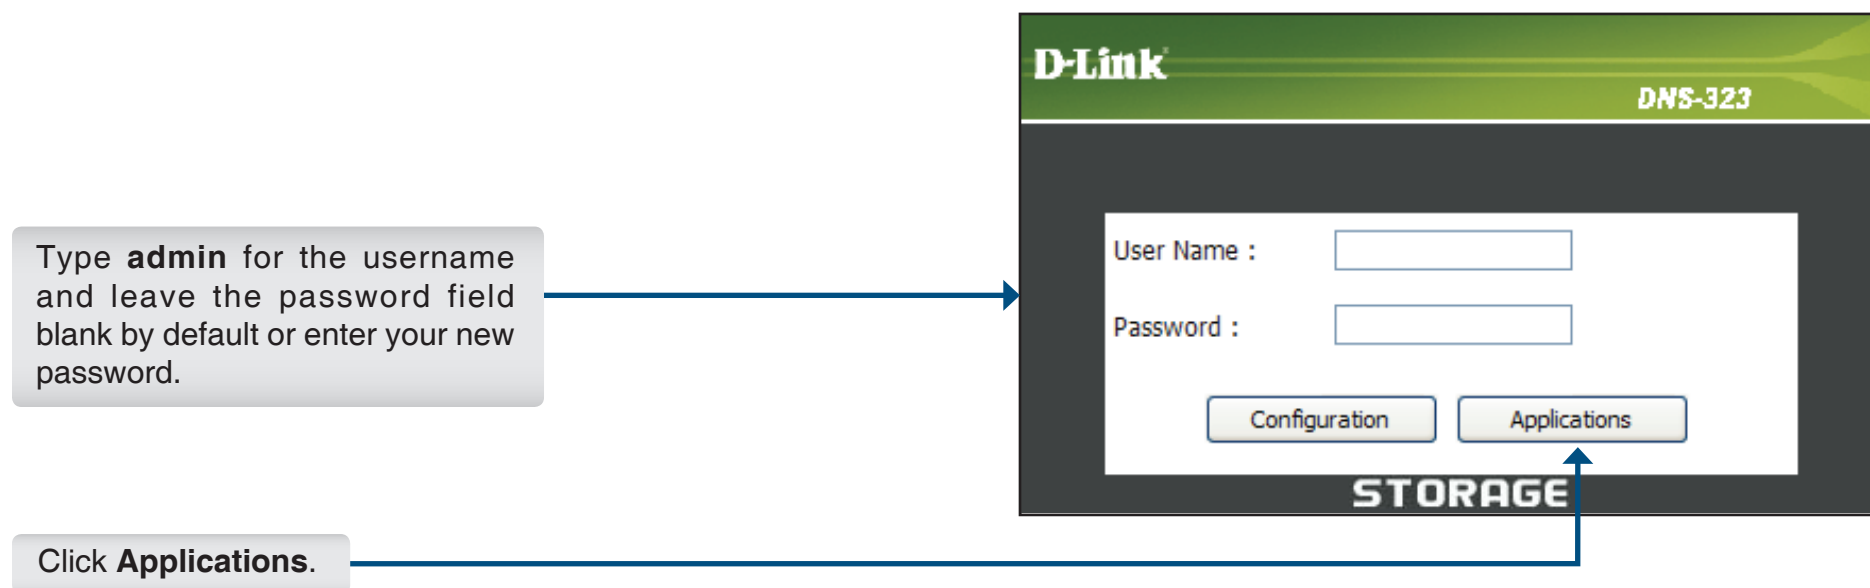 D-Link
DNS-323
Type admin for the username
and leave the password field
blank by default or enter your new
password.
User Name :
Password :
Configuration
Applications
STORAGE
Click Applications.